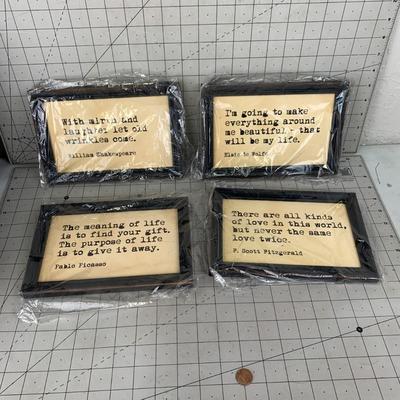 With mirth and
laughter let old
wrinkles come.
William Shakespeare
I'm going to make
everything around
me beautiful - that
will be my life.
Elsie de Wolfe
The meaning of life
is to find your gift.
The purpose of life
is to give it away.
Pablo Picasso
There are all kinds
of love in this world,
but never the same
love twice.
F. Scott Fitzgerald